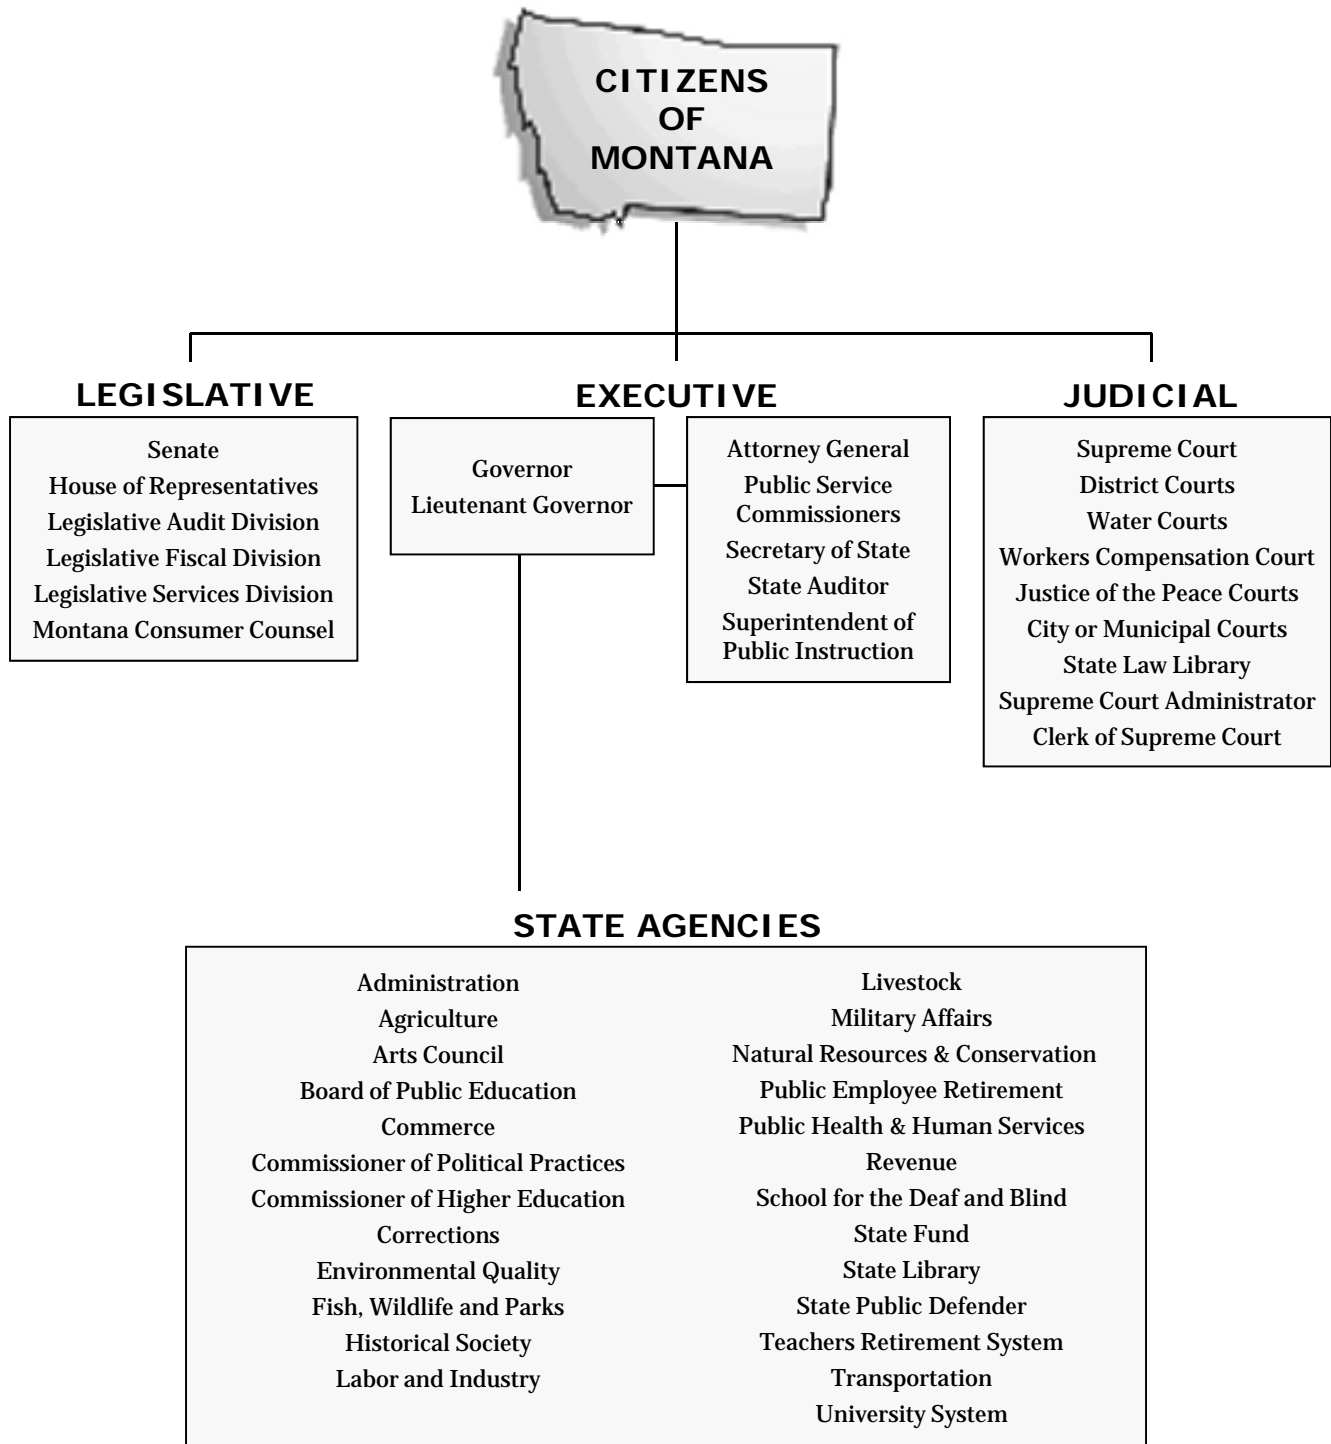 CITIZENS
OF
MONTANA
LEGISLATIVE
Senate
House of Representatives
Legislative Audit Division
Legislative Fiscal Division
Legislative Services Division
Montana Consumer Counsel
EXECUTIVE
Governor
Lieutenant Governor
Attorney General
Public Service
Commissioners
Secretary of State
State Auditor
Superintendent of
Public Instruction
JUDICIAL
Supreme Court
District Courts
Water Courts
Workers Compensation Court
Justice of the Peace Courts
City or Municipal Courts
State Law Library
Supreme Court Administrator
Clerk of Supreme Court
STATE AGENCIES
Administration
Agriculture
Arts Council
Board of Public Education
Commerce
Commissioner of Political Practices
Commissioner of Higher Education
Corrections
Environmental Quality
Fish, Wildlife and Parks
Historical Society
Labor and Industry
Livestock
Military Affairs
Natural Resources & Conservation
Public Employee Retirement
Public Health & Human Services
Revenue
School for the Deaf and Blind
State Fund
State Library
State Public Defender
Teachers Retirement System
Transportation
University System